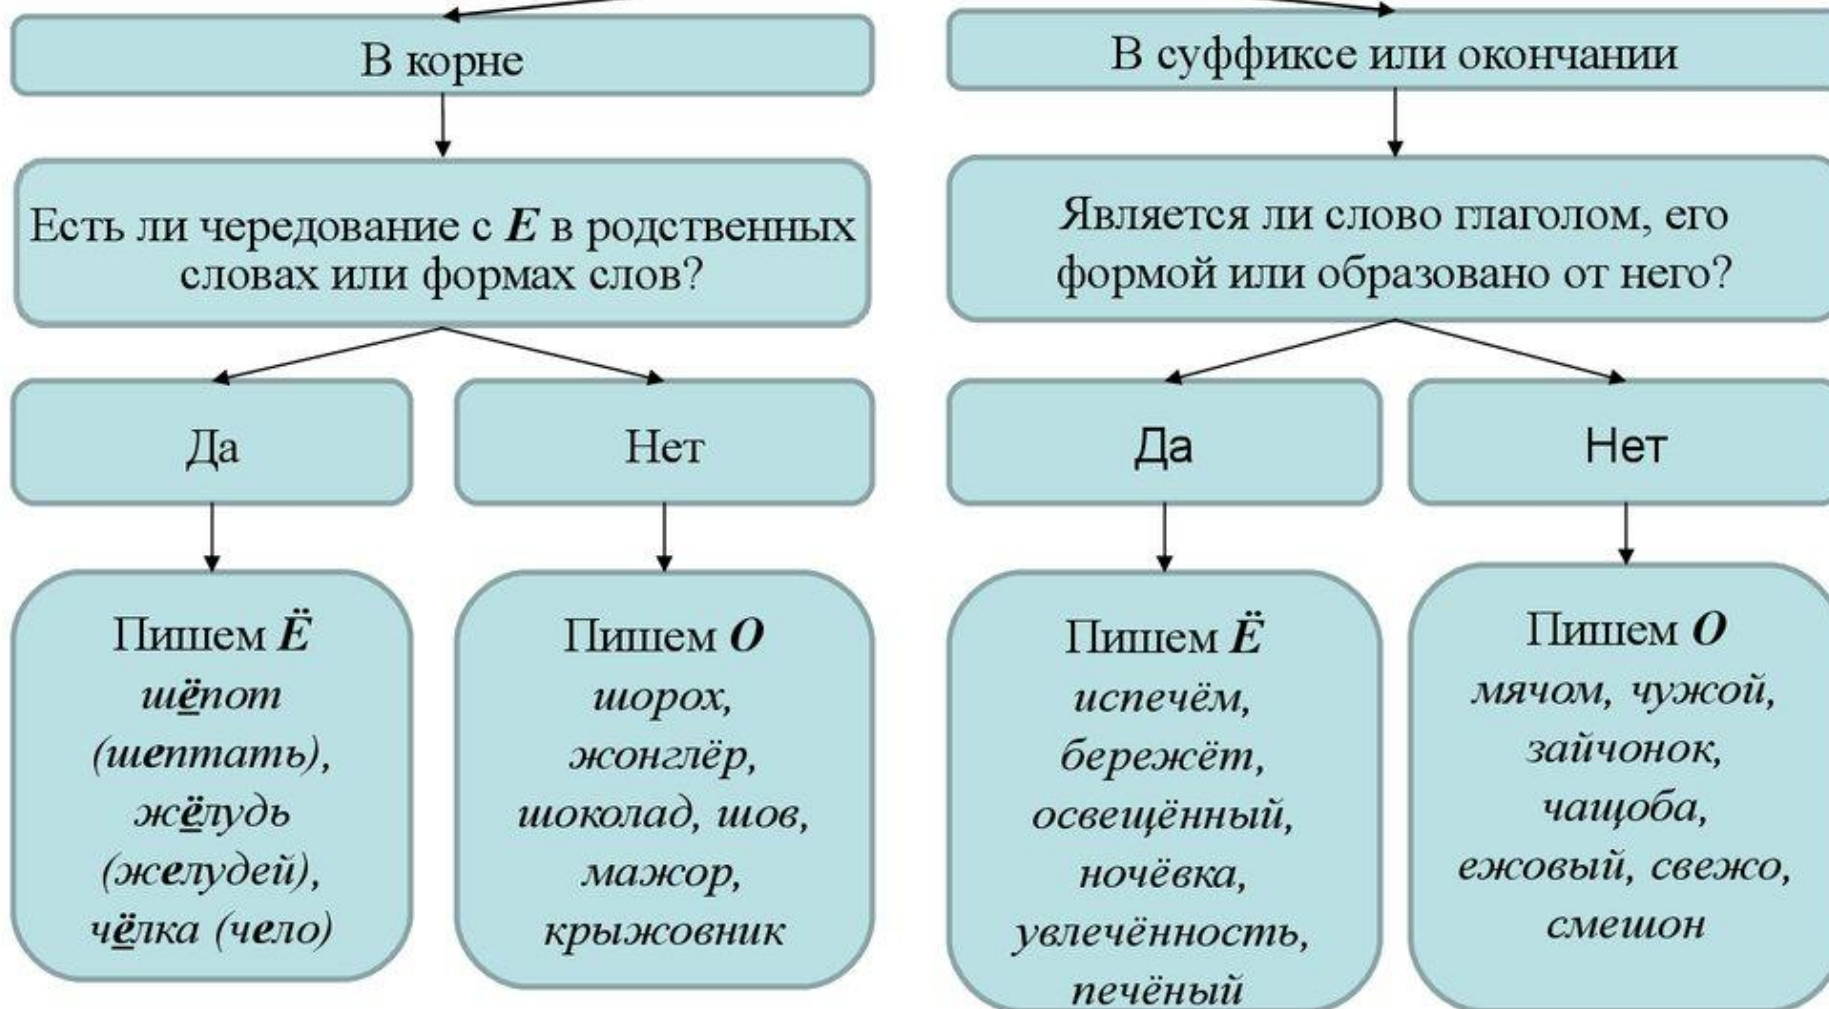 В корне
Есть ли чередование с Е в родственных
словах или формах слов?
Да
Пишем Ё
шёпот
(шептать),
жёлудь
(желудей),
чёлка (чело)
Нет
Пишем О
шорох,
жонглёр,
шоколад, шов,
мажор,
крыжовник
В суффиксе или окончании
Является ли слово глаголом, его
формой или образовано от него?
Да
Пишем Ё
испечём,
бережёт,
освещённый,
ночёвка,
увлечённость,
печёный
Нет
Пишем О
мячом, чужой,
зайчонок,
чащоба,
ежовый, свежо,
смешон